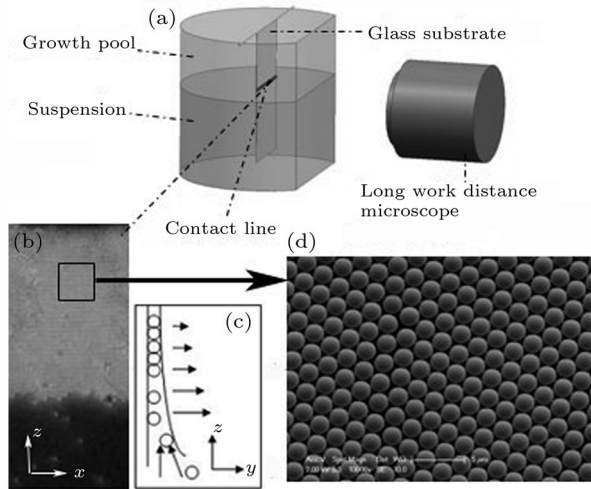 (a)
Growth pool
Glass substrate
Suspension
Contact line
Long work distance
microscope
(b)
(c)
(d)
z
x
z
y